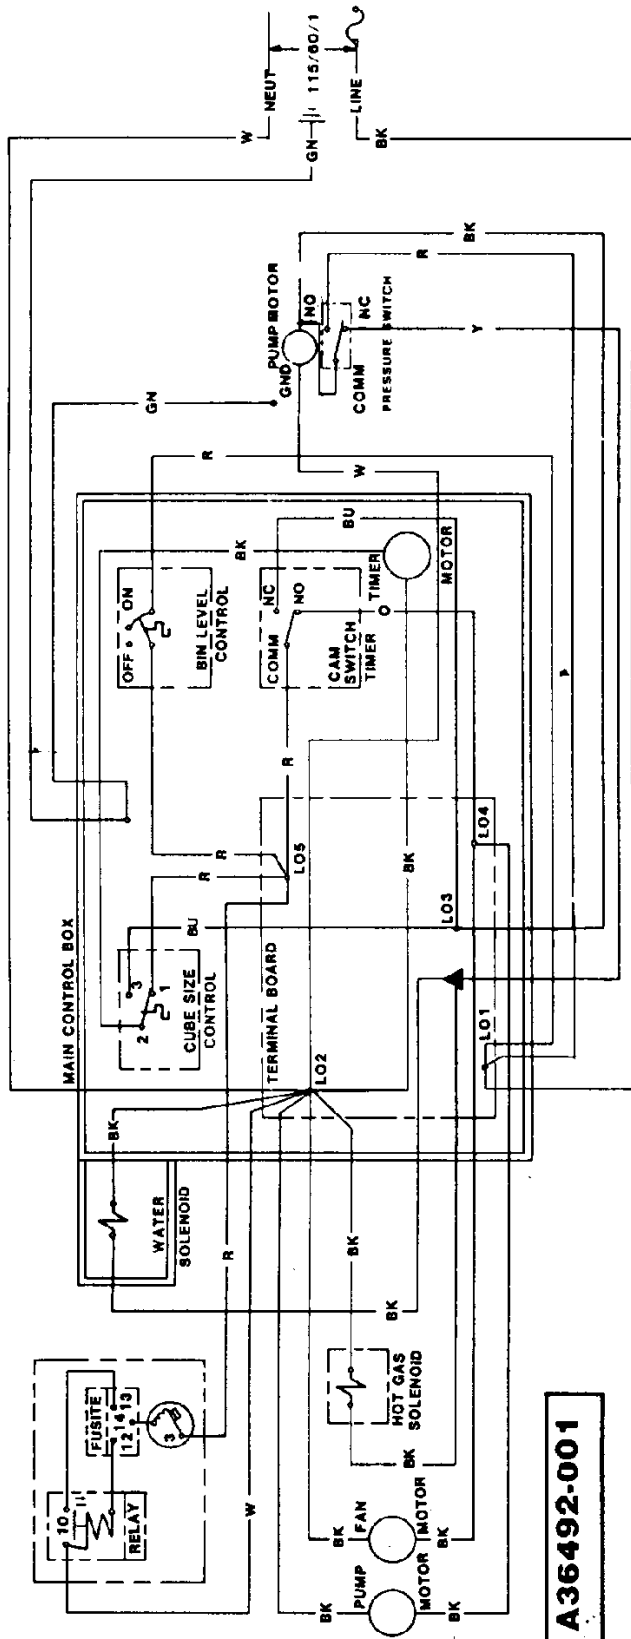 MAIN CONTROL BOX
W
NEUT
115/60/1
LINE
GN
BK
GN
FUSITE
12 14 13
10
RELAY
3
W
R
WATER
SOLENOID
BK
BK
3
2
1
CUBE SIZE
CONTROL
BU
R
R
OFF
ON
BIN LEVEL
CONTROL
BK
R
TERMINAL BOARD
LO2
LO5
R
COMM
NC
NO
CAM
SWITCH
TIMER
BU
O
TIMER
MOTOR
W
GND
PUMP MOTOR
NO
NC
COMM
PRESSURE SWITCH
BK
R
Y
HOT GAS
SOLENOID
BK
BK
BK
FAN
MOTOR
BK
BK
PUMP
MOTOR
BK
BK
LO3
LO4
LO1
A36492-001